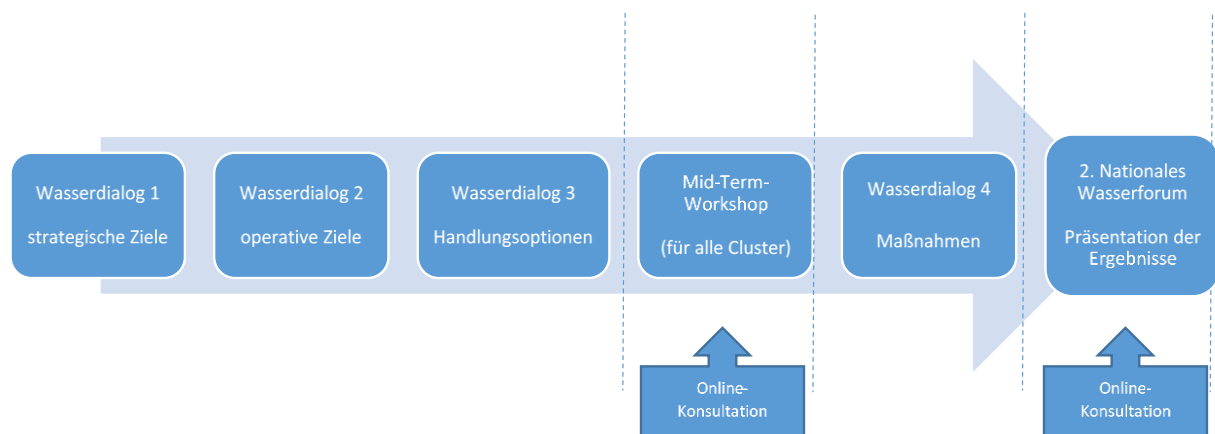 Wasserdialog 1
strategische Ziele
Wasserdialog 2
operative Ziele
Wasserdialog 3
Handlungsoptionen
Mid-Term-
Workshop
(für alle Cluster)
Wasserdialog 4
Maßnahmen
2. Nationales
Wasserforum
Präsentation der
Ergebnisse
Online-
Konsultation
Online-
Konsultation